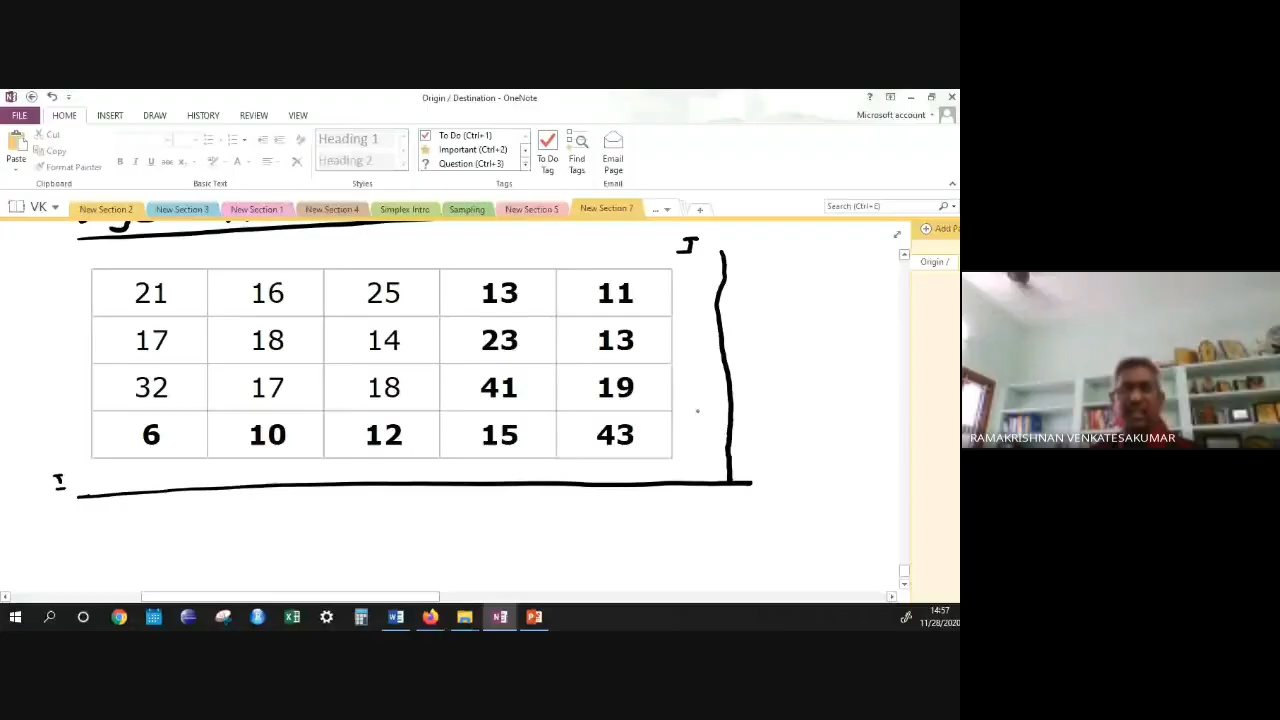 Origin / Destination - OneNote
FILE HOME INSERT DRAW HISTORY REVIEW VIEW Microsoft account
Paste Cut Copy Format Painter
Heading 1
Heading 2
To Do (Ctrl+1)
Important (Ctrl+2)
Question (Ctrl+3)
To Do Tag
Find Tags
Email Page
Clipboard Basic Text Styles Tags Email
VK New Section 2 New Section 3 New Section 1 New Section 4 Simplex Intro Sampling New Section 5 New Section 7 Search (Ctrl+E)
Add Pa
Origin /
I
21 16 25 13 11
17 18 14 23 13
32 17 18 41 19
6 10 12 15 43
I
RAMAKRISHNAN VENKATESAKUMAR
14:57
11/28/2020